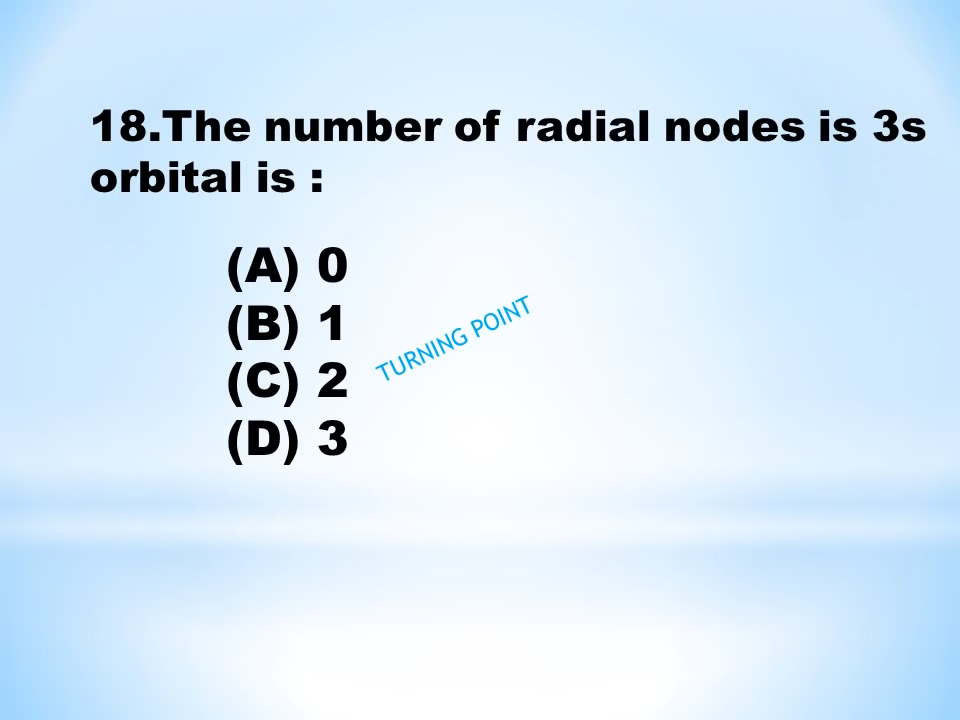 18.The number of radial nodes is 3s
orbital is :
(A) 0
(B) 1
TURNING POINT
(C) 2
(D) 3